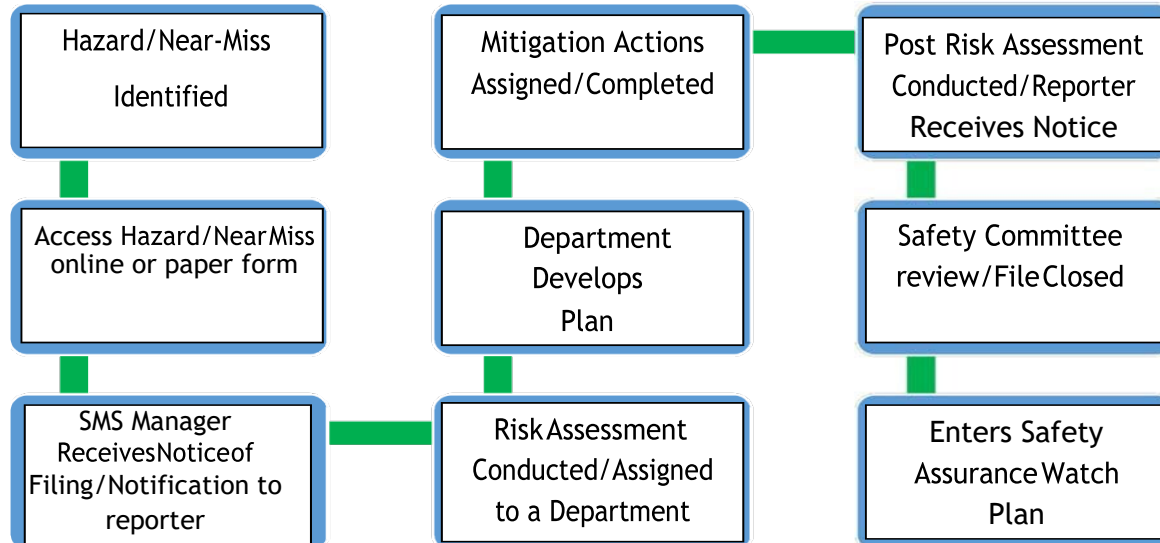 Hazard/Near-Miss
Identified
Access Hazard/NearMiss
online or paper form
SMS Manager
ReceivesNoticeof
Filing/Notification to
reporter
RiskAssessment
Conducted/Assigned
to a Department
Department
Develops
Plan
Mitigation Actions
Assigned/Completed
Post Risk Assessment
Conducted/Reporter
Receives Notice
Safety Committee
review/FileClosed
Enters Safety
AssuranceWatch
Plan